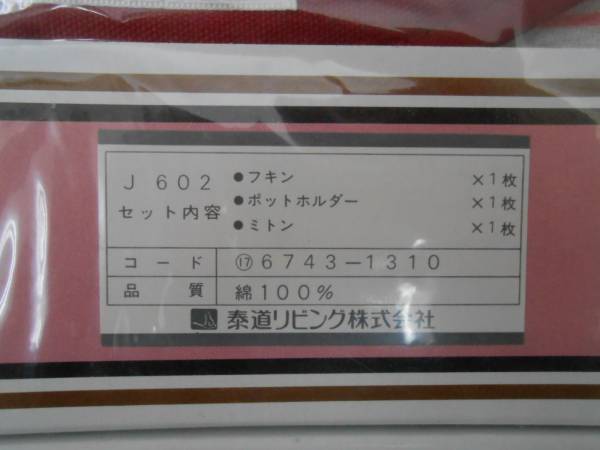 J 602
セット内容
●フキン ×1枚
●ポットホルダー ×1枚
●ミトン ×1枚
コード ⑰6743-1310
品質 綿100%
泰道リビング株式会社